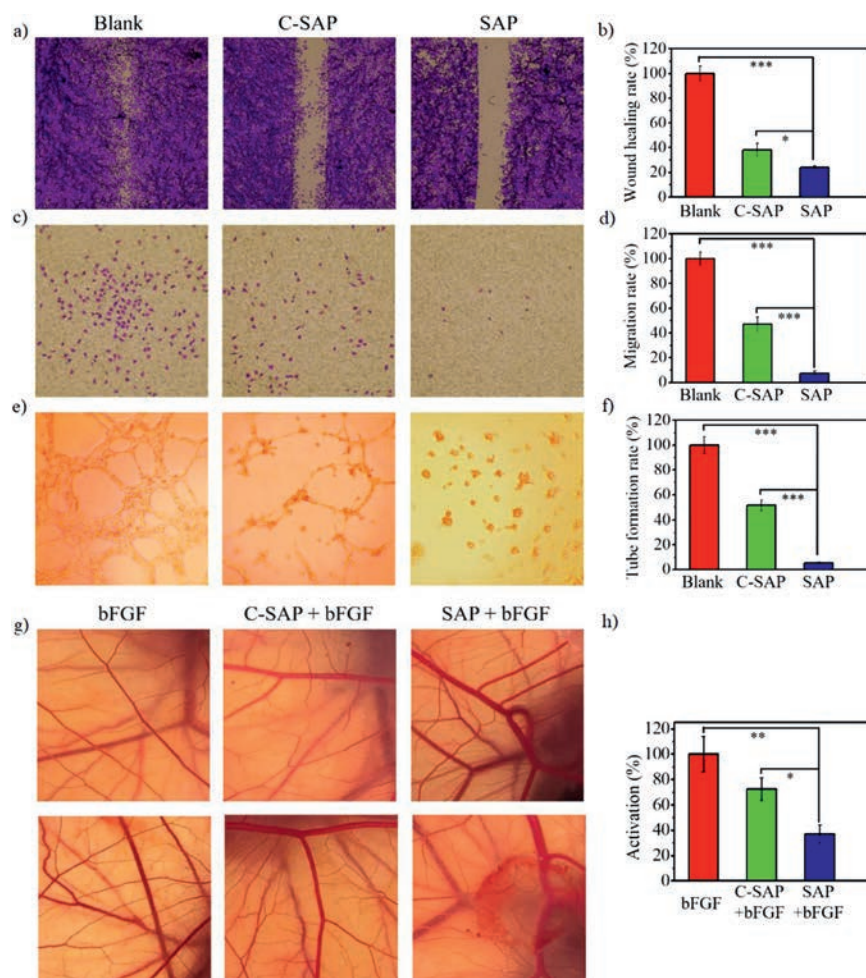 Blank C-SAP SAP
a)
b)
Wound healing rate (%)
120
100
80
60
40
20
0
***
*
Blank C-SAP SAP
c)
d)
Migration rate (%)
120
100
80
60
40
20
0
***
***
Blank C-SAP SAP
e)
f)
Tube formation rate (%)
120
100
80
60
40
20
0
***
***
Blank C-SAP SAP
bFGF C-SAP + bFGF SAP + bFGF
g)
h)
Activation (%)
120
100
80
60
40
20
0
**
*
bFGF C-SAP SAP
+bFGF +bFGF